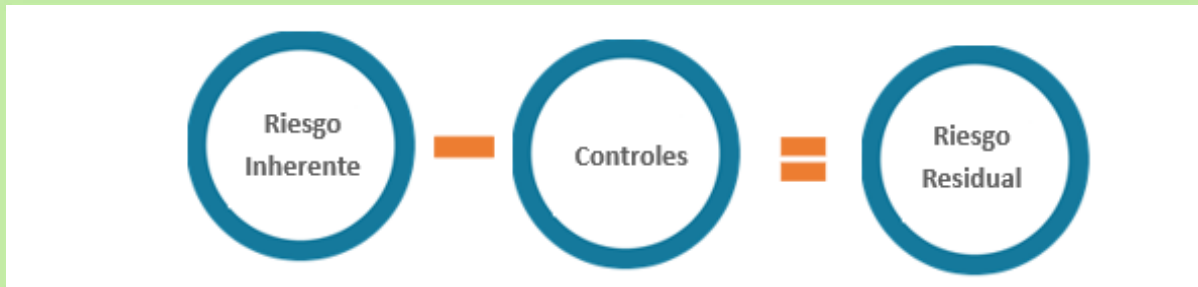 Riesgo
Inherente
Controles
Riesgo
Residual